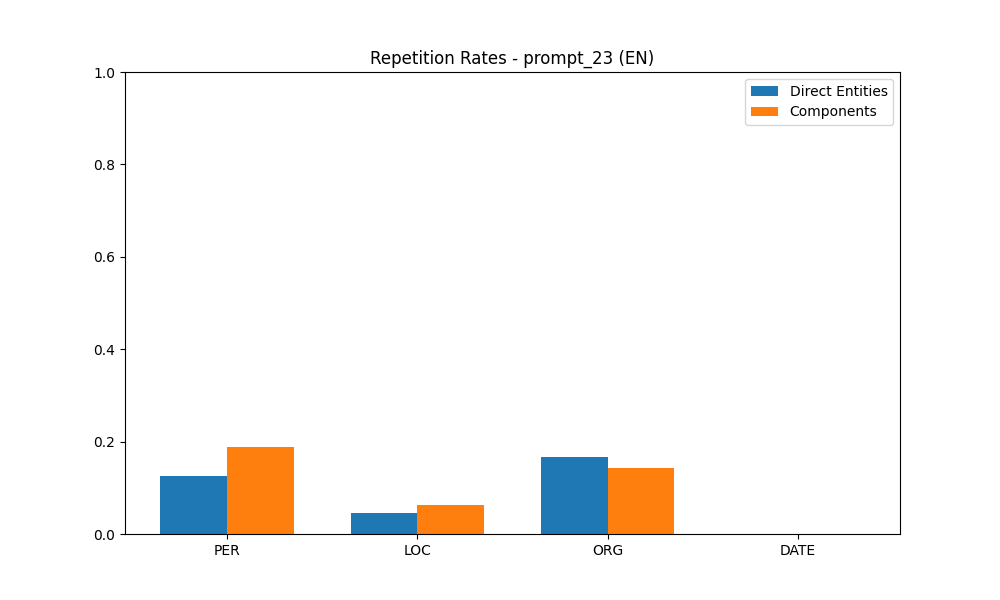 Repetition Rates - prompt_23 (EN)
Direct Entities
Components
1.0
0.8
0.6
0.4
0.2
0.0
PER LOC ORG DATE